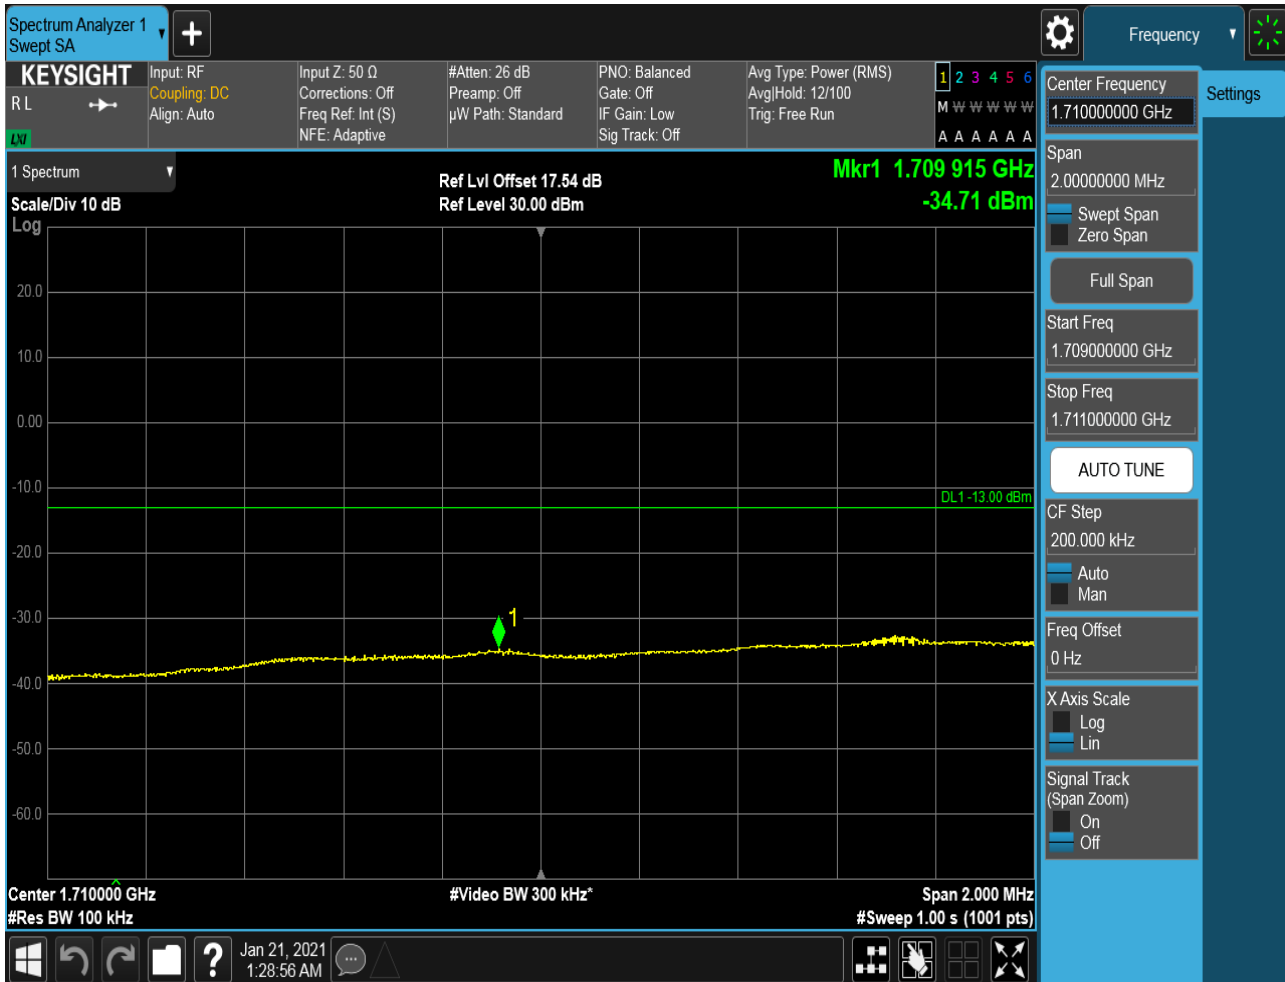 Spectrum Analyzer 1
Swept SA
Frequency
KEYSIGHT
R L
LXI
Input: RF
Coupling: DC
Align: Auto
Input Z: 50 Ω
Corrections: Off
Freq Ref: Int (S)
NFE: Adaptive
#Atten: 26 dB
Preamp: Off
µW Path: Standard
PNO: Balanced
Gate: Off
IF Gain: Low
Sig Track: Off
Avg Type: Power (RMS)
Avg|Hold: 12/100
Trig: Free Run
1 2 3 4 5 6
M W W W W W
A A A A A A
1 Spectrum
Scale/Div 10 dB
Log
Ref Lvl Offset 17.54 dB
Ref Level 30.00 dBm
Mkr1 1.709 915 GHz
-34.71 dBm
20.0
10.0
0.00
-10.0
-20.0
-30.0
-40.0
-50.0
-60.0
DL1 -13.00 dBm
1
Center 1.710000 GHz
#Res BW 100 kHz
#Video BW 300 kHz*
Span 2.000 MHz
#Sweep 1.00 s (1001 pts)
Jan 21, 2021
1:28:56 AM
?
Center Frequency
1.710000000 GHz
Settings
Span
2.00000000 MHz
Swept Span
Zero Span
Full Span
Start Freq
1.709000000 GHz
Stop Freq
1.711000000 GHz
AUTO TUNE
CF Step
200.000 kHz
Auto
Man
Freq Offset
0 Hz
X Axis Scale
Log
Lin
Signal Track
(Span Zoom)
On
Off